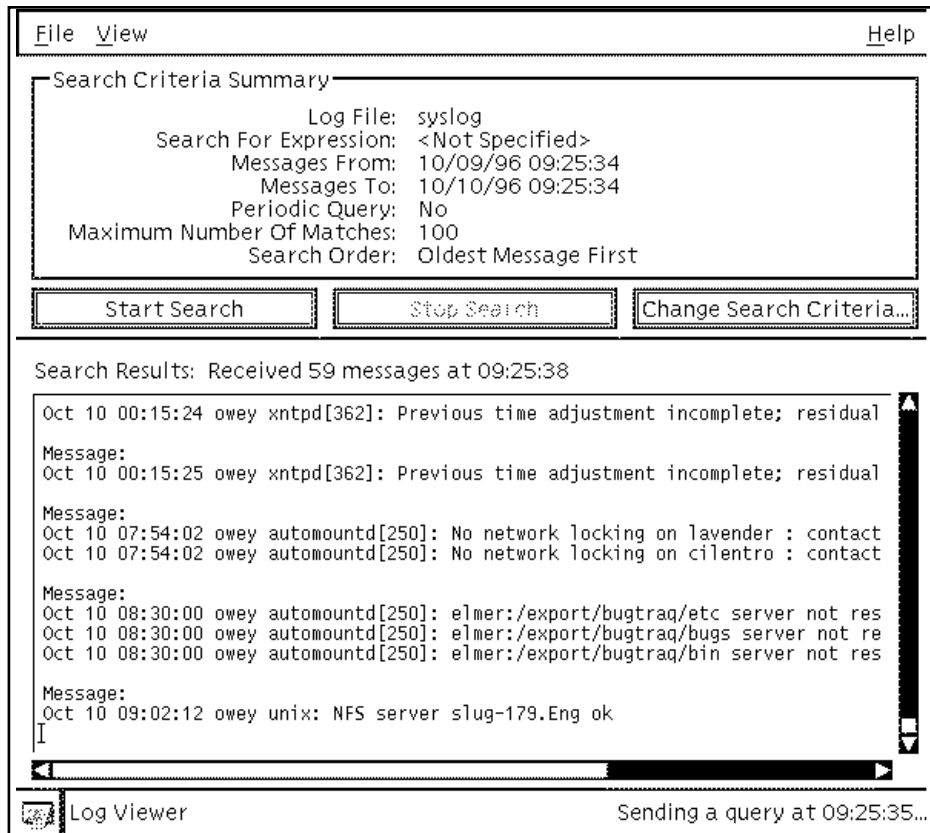 File View Help
Search Criteria Summary
Log File: syslog
Search For Expression: <Not Specified>
Messages From: 10/09/96 09:25:34
Messages To: 10/10/96 09:25:34
Periodic Query: No
Maximum Number Of Matches: 100
Search Order: Oldest Message First
Start Search Stop Search Change Search Criteria...
Search Results: Received 59 messages at 09:25:38
Oct 10 00:15:24 owey xntpd[362]: Previous time adjustment incomplete; residual
Message:
Oct 10 00:15:25 owey xntpd[362]: Previous time adjustment incomplete; residual
Message:
Oct 10 07:54:02 owey automountd[250]: No network locking on lavender : contact
Oct 10 07:54:02 owey automountd[250]: No network locking on cilentro : contact
Message:
Oct 10 08:30:00 owey automountd[250]: elmer:/export/bugtraq/etc server not res
Oct 10 08:30:00 owey automountd[250]: elmer:/export/bugtraq/bugs server not re
Oct 10 08:30:00 owey automountd[250]: elmer:/export/bugtraq/bin server not res
Message:
Oct 10 09:02:12 owey unix: NFS server slug-179.Eng ok
Log Viewer Sending a query at 09:25:35...